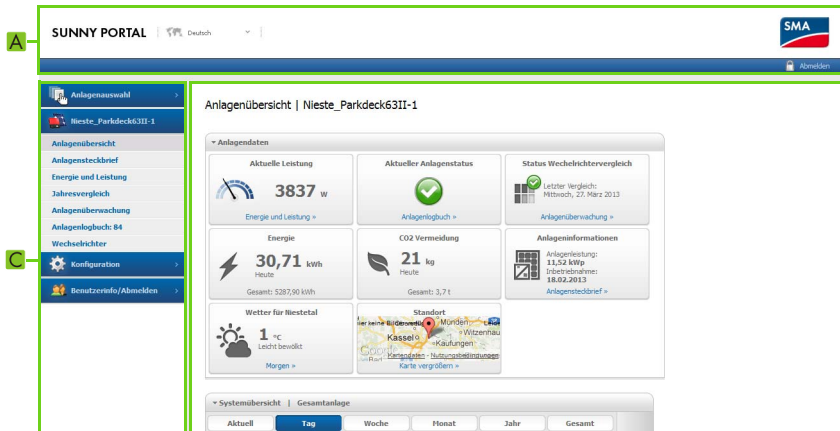 SUNNY PORTAL Deutsch
SMA
A
Abmelden
Anlagenauswahl
Nieste_Parkdeck63II-1
Anlagenübersicht
Anlagensteckbrief
Energie und Leistung
Jahresvergleich
Anlagenüberwachung
Anlagenlogbuch: 84
Wechselrichter
C
Konfiguration
Benutzerinfo/Abmelden
Anlagenübersicht | Nieste_Parkdeck63II-1
Anlagendaten
Aktuelle Leistung
3837 W
Energie und Leistung »
Aktueller Anlagenstatus
Anlagenlogbuch »
Status Wechelrichtervergleich
Letzter Vergleich:
Mittwoch, 27. März 2013
Anlagenüberwachung »
Energie
30,71 kWh
Heute
Gesamt: 5287,90 kWh
CO2 Vermeidung
21 kg
Heute
Gesamt: 3,7 t
Anlageninformationen
Anlagenleistung:
11,52 kWp
Inbetriebnahme:
18.02.2013
Anlagensteckbrief »
Wetter für Niestetal
1 °C
Leicht bewölkt
Morgen »
Standort
Münden
Witzenhau
Kassel
Kaufungen
Google
Kartendaten - Nutzungsbedingungen
Karte vergrößern »
Systemübersicht | Gesamtanlage
Aktuell Tag Woche Monat Jahr Gesamt